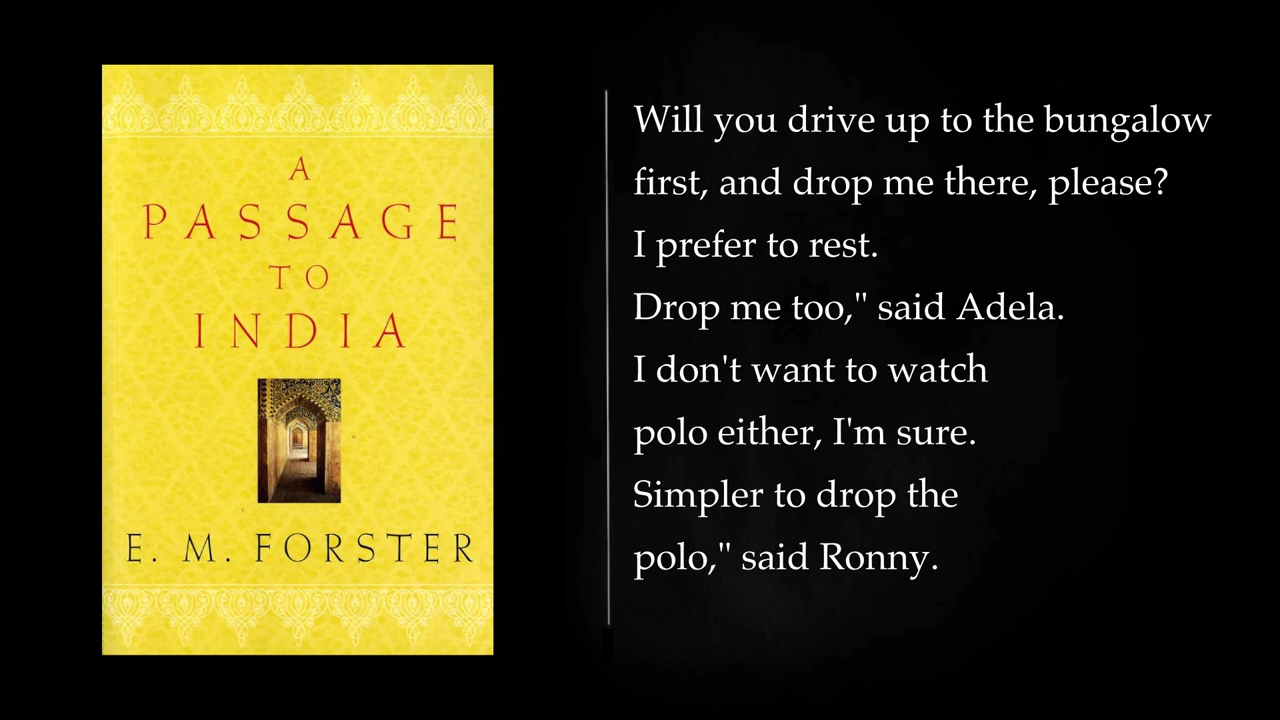 A
PASSAGE
TO
INDIA
E. M. FORSTER
Will you drive up to the bungalow
first, and drop me there, please?
I prefer to rest.
Drop me too," said Adela.
I don't want to watch
polo either, I'm sure.
Simpler to drop the
polo," said Ronny.